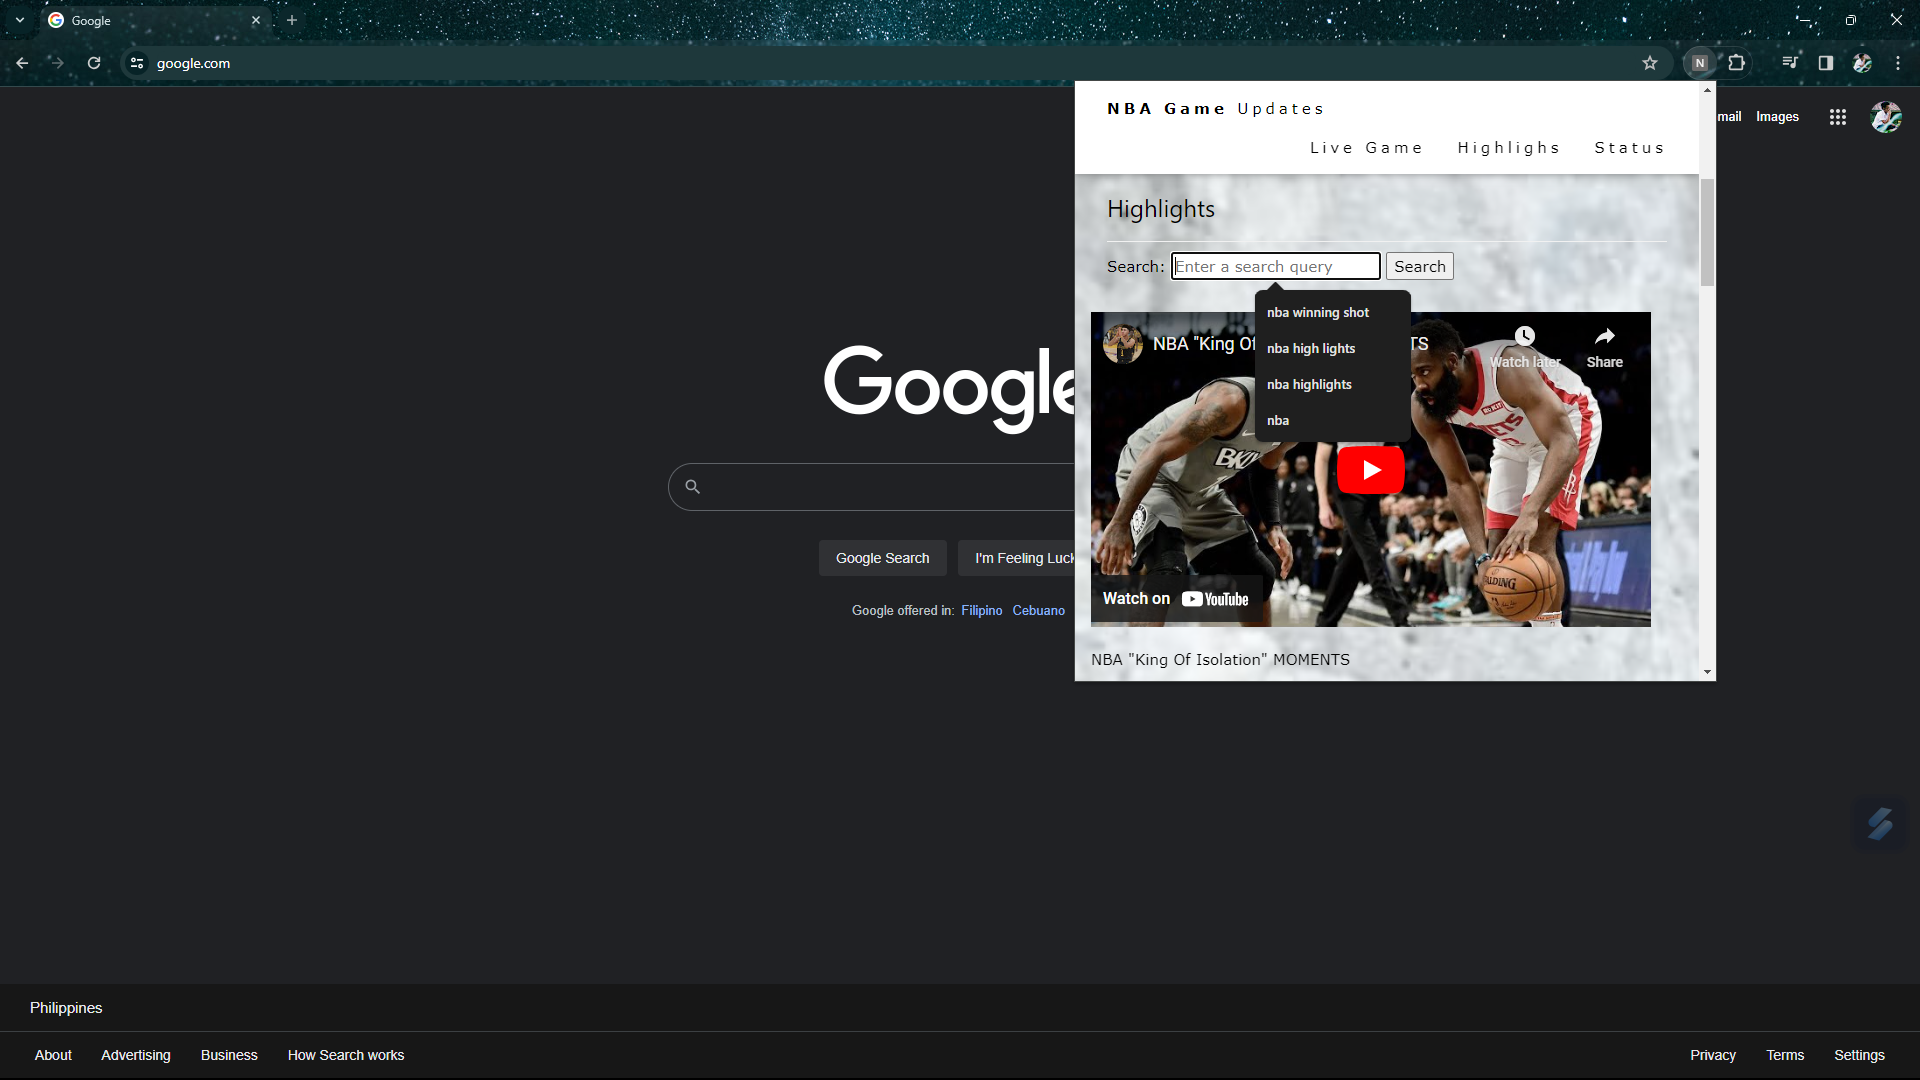 Google
google.com
N
NBA Game Updates
Live Game Highlighs Status
mail Images
Highlights
Search: Enter a search query Search
nba winning shot
nba high lights
nba highlights
nba
NBA "King Of
TS
Watch later
Share
BK
SPALDING
Watch on YouTube
NBA "King Of Isolation" MOMENTS
Google
Google Search I'm Feeling Luck
Google offered in: Filipino Cebuano
Philippines
About Advertising Business How Search works
Privacy Terms Settings